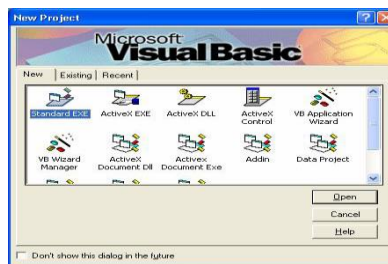 New Project
Microsoft
Visual Basic
New Existing Recent
Standard EXE ActiveX EXE ActiveX DLL ActiveX Control VB Application Wizard
VB Wizard Manager ActiveX Document Dll Activex Document Exe Addin Data Project
Open
Cancel
Help
Don't show this dialog in the future